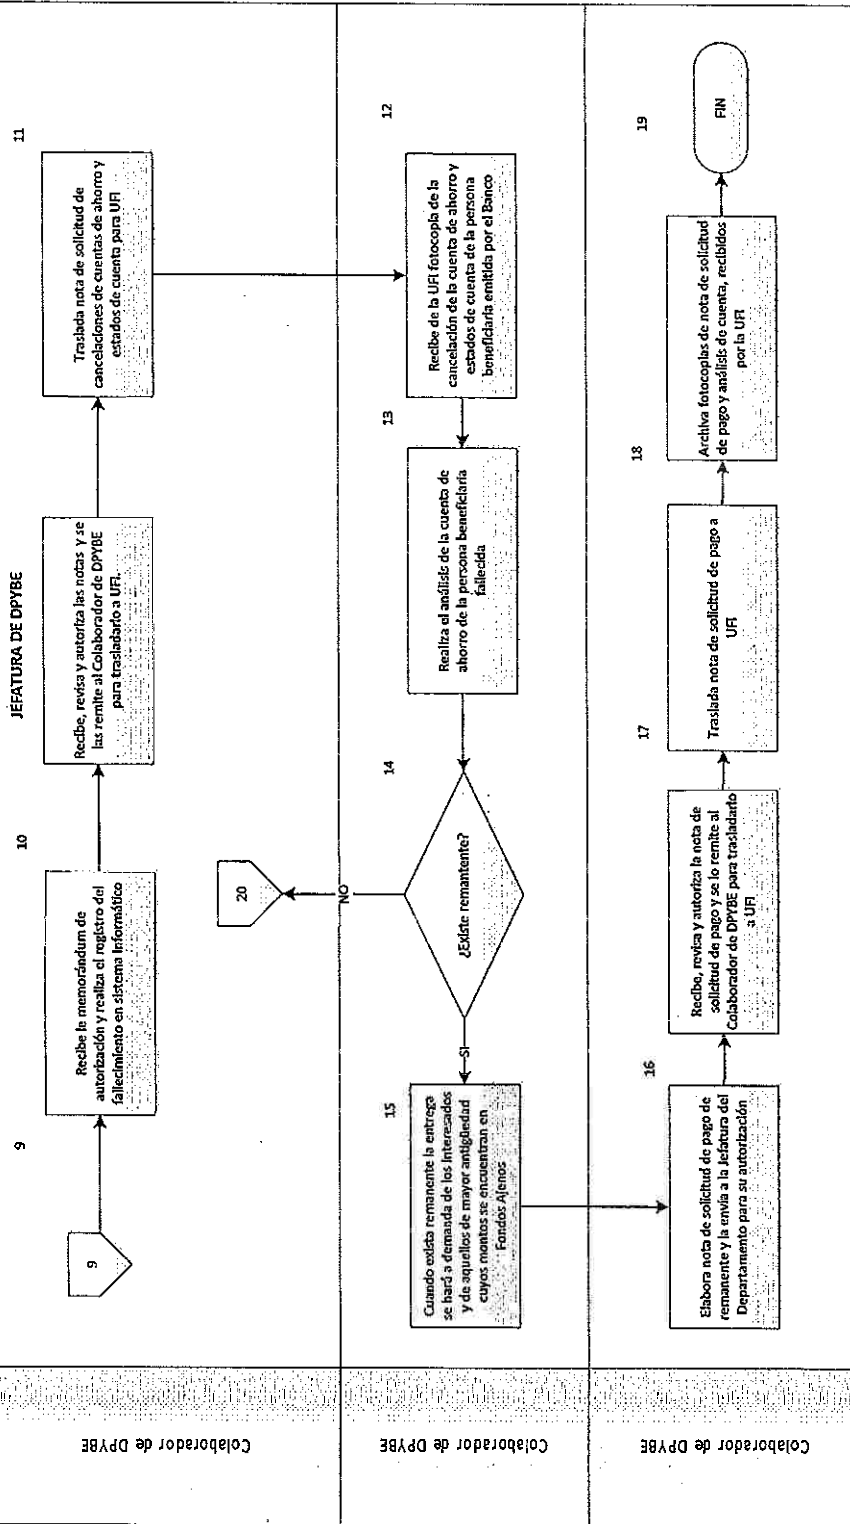 Colaborador de DPYBE
9
9
Recibe le memorándum de
autorización y realiza el registro del
fallecimiento en sistema Informático
10
JEFATURA DE DPYBE
Recibe, revisa y autoriza las notas y se
las remite al Colaborador de DPYBE
para trasladarlo a UFI.
11
Traslada nota de solicitud de
cancelaciones de cuentas de ahorro y
estados de cuenta para UFI
Colaborador de DPYBE
12
Recibe de la UFI fotocopia de la
cancelación de la cuenta de ahorro y
estados de cuenta de la persona
beneficiaria emitida por el Banco
13
Realiza el análisis de la cuenta de
ahorro de la persona beneficiaria
fallecida
14
¿Existe remantente?
NO
20
SI
15
Cuando exista remanente la entrega
se hará a demanda de los interesados
y de aquellos de mayor antigüedad
cuyos montos se encuentran en
Fondos Ajenos
Colaborador de DPYBE
16
Elabora nota de solicitud de pago de
remanente y la envía a la Jefatura del
Departamento para su autorización
17
Recibe, revisa y autoriza la nota de
solicitud de pago y se lo remite al
Colaborador de DPYBE para trasladarlo
a UFI
Traslada nota de solicitud de pago a
UFI
18
Archiva fotocopias de nota de solicitud
de pago y análisis de cuenta, recibidos
por la UFI
19
FIN